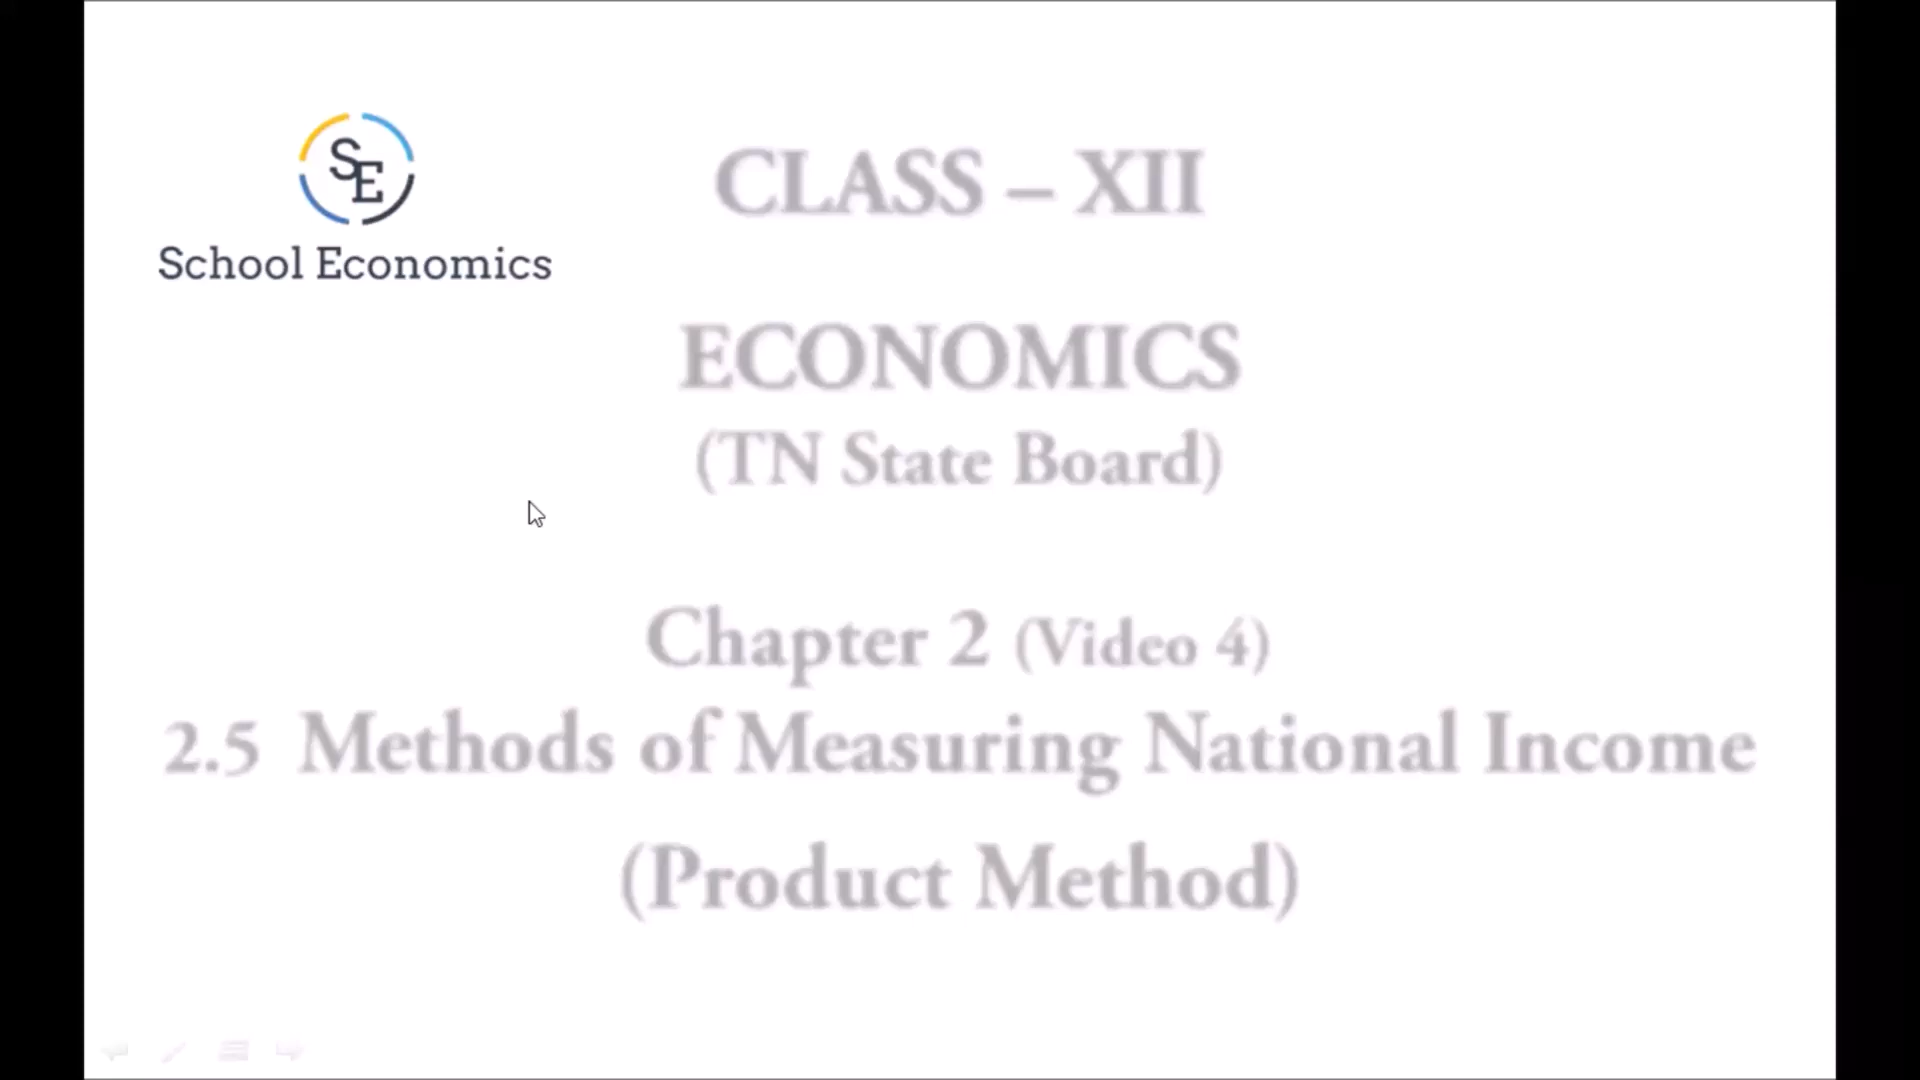 SE
School Economics
CLASS – XII
ECONOMICS
(TN State Board)
Chapter 2 (Video 4)
2.5 Methods of Measuring National Income
(Product Method)